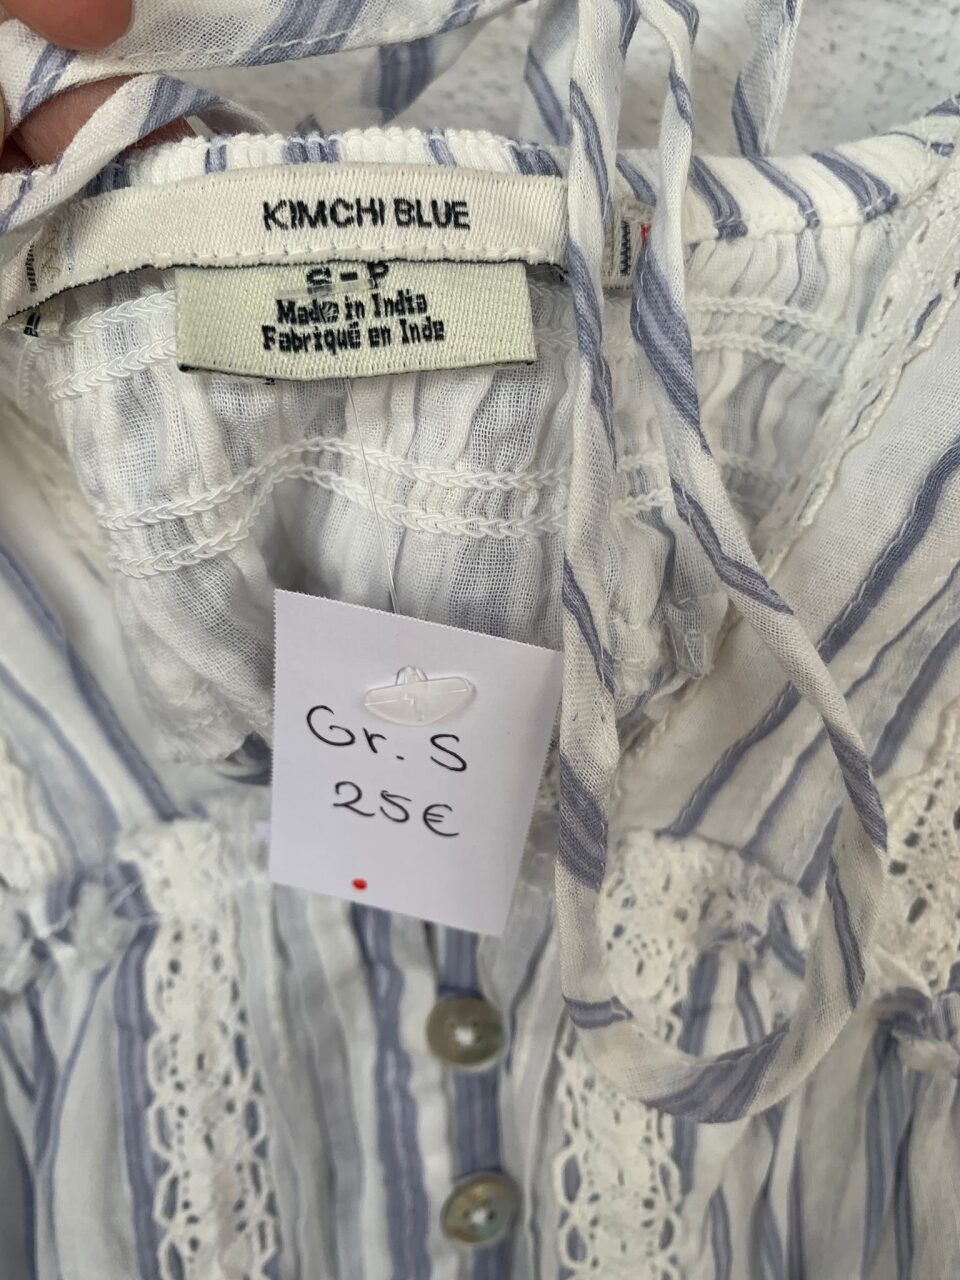 KIMCHI BLUE
S-P
Made in India
Fabriqué en Inde
Gr. S
25€